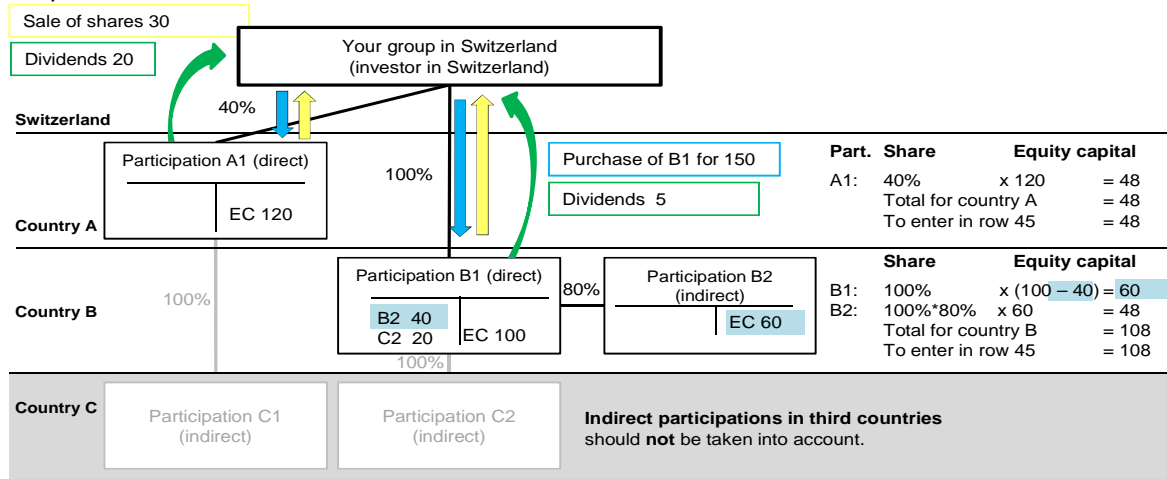 Sale of shares 30
Dividends 20
Your group in Switzerland
(investor in Switzerland)
40%
Switzerland
Participation A1 (direct)
EC 120
Country A
100%
Purchase of B1 for 150
Dividends 5
Part. Share Equity capital
A1: 40% x 120 = 48
Total for country A = 48
To enter in row 45 = 48
100%
Country B
Participation B1 (direct)
B2 40
C2 20
EC 100
80%
Participation B2
(indirect)
EC 60
Share Equity capital
B1: 100% x (100 – 40) = 60
B2: 100%*80% x 60 = 48
Total for country B = 108
To enter in row 45 = 108
100%
Country C
Participation C1
(indirect)
Participation C2
(indirect)
Indirect participations in third countries
should not be taken into account.